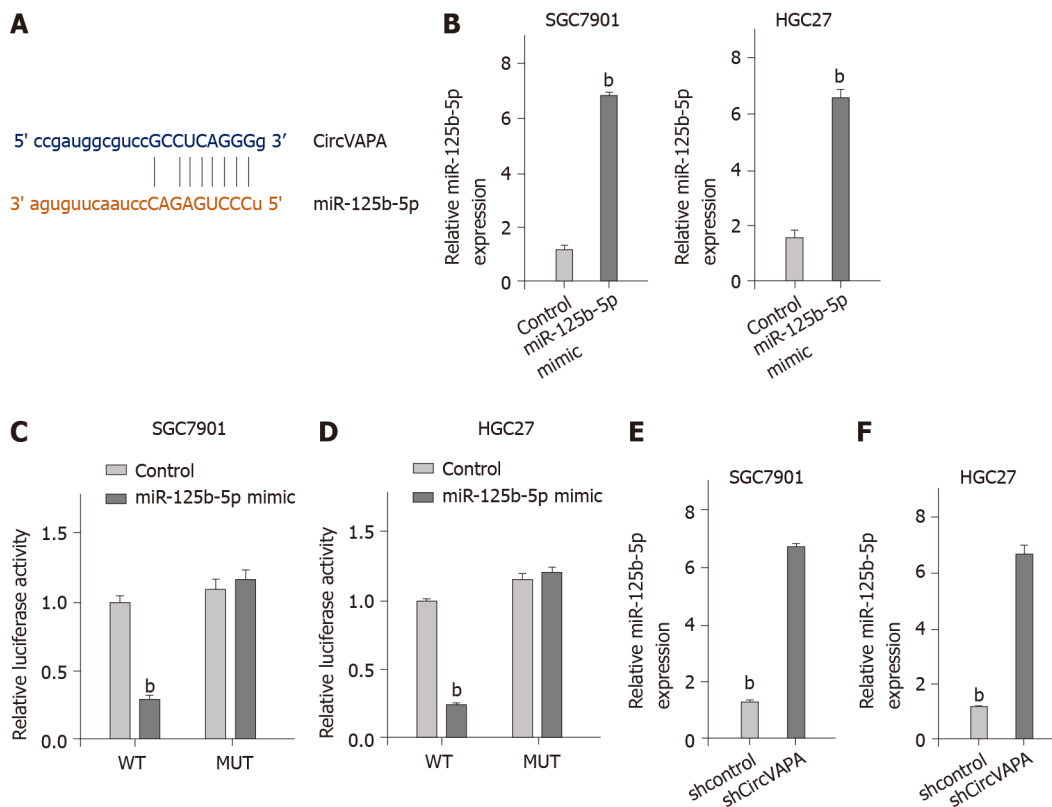 A
5' ccgauggcguccGCCUCAGGGg 3' CircVAPA
3' aguguucaauccCAGAGUCCCu 5' miR-125b-5p
B
SGC7901
Relative miR-125b-5p
expression
8
6
4
2
0
b
Control
miR-125b-5p
mimic
HGC27
Relative miR-125b-5p
expression
8
6
4
2
0
b
Control
miR-125b-5p
mimic
C
SGC7901
Control
miR-125b-5p mimic
Relative luciferase activity
1.5
1.0
0.5
0.0
b
WT MUT
D
HGC27
Control
miR-125b-5p mimic
Relative luciferase activity
1.5
1.0
0.5
0.0
b
WT MUT
E
SGC7901
Relative miR-125b-5p
expression
8
6
4
2
0
b
shcontrol
shCircVAPA
F
HGC27
Relative miR-125b-5p
expression
8
6
4
2
0
b
shcontrol
shCircVAPA